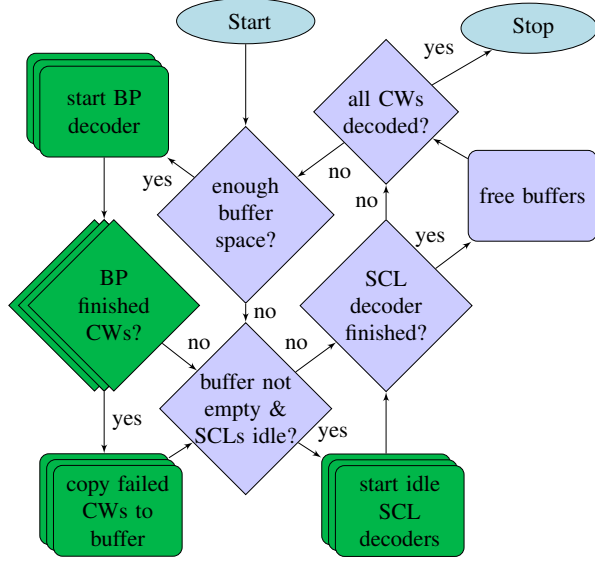 Start
Stop
yes
start BP
decoder
all CWs
decoded?
no
yes
enough
buffer
space?
free buffers
no
yes
BP
finished
CWs?
SCL
decoder
finished?
no
no
no
buffer not
empty &
SCLs idle?
yes
yes
copy failed
CWs to
buffer
start idle
SCL
decoders